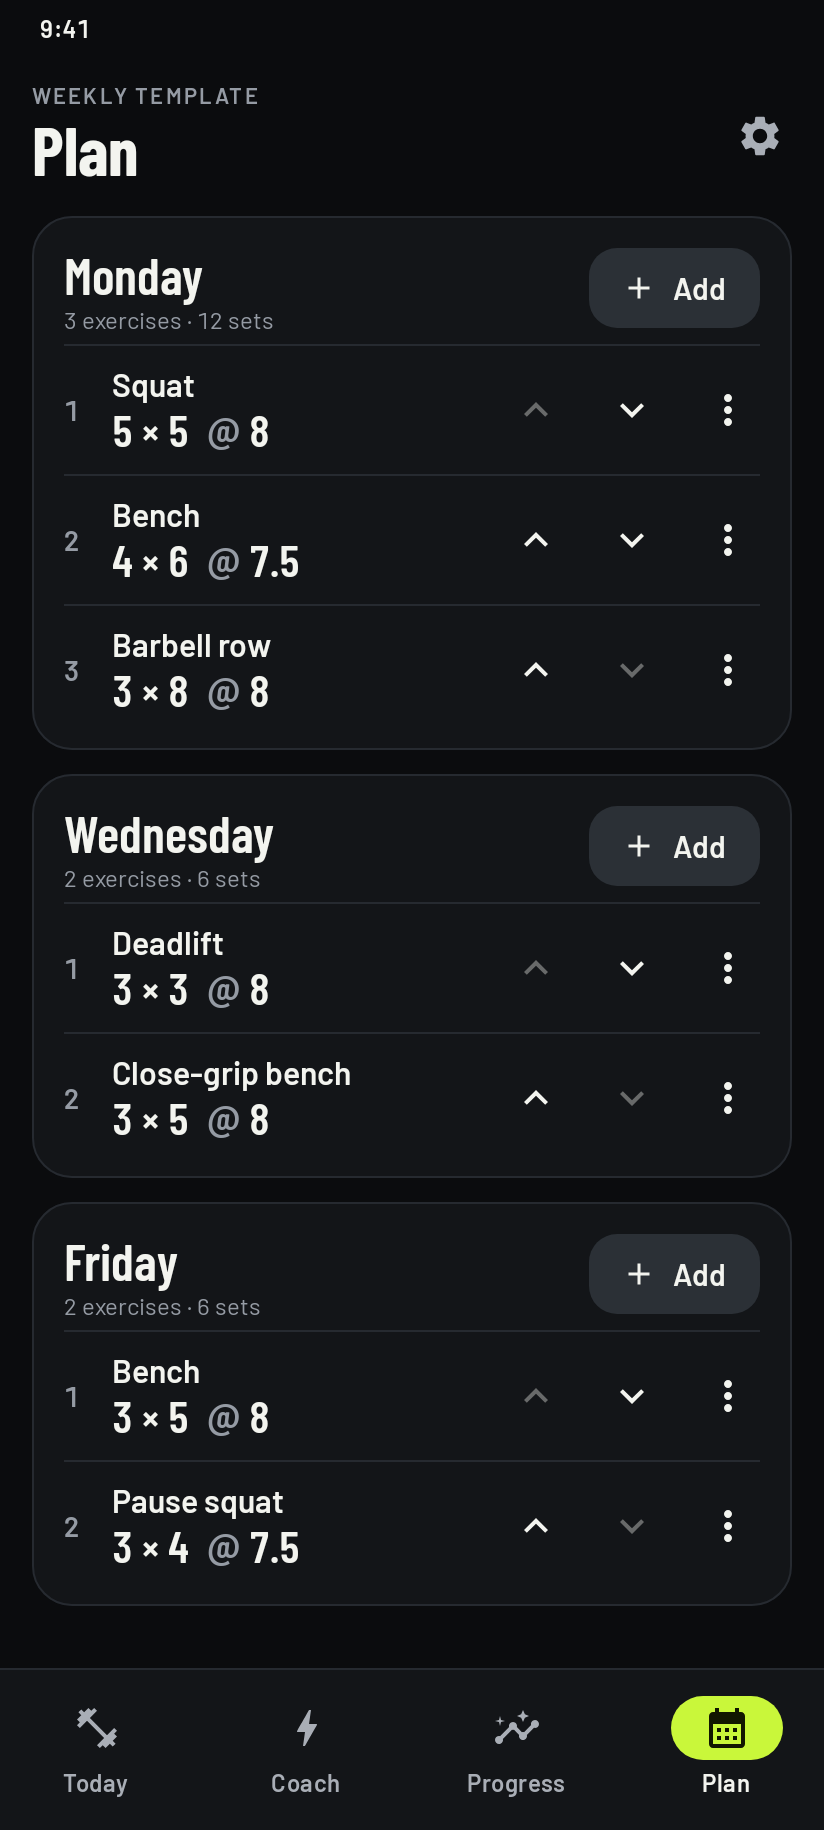 9:41
WEEKLY TEMPLATE
Plan
Monday
3 exercises · 12 sets
+ Add
1
Squat
5 × 5 @ 8
2
Bench
4 × 6 @ 7.5
3
Barbell row
3 × 8 @ 8
Wednesday
2 exercises · 6 sets
+ Add
1
Deadlift
3 × 3 @ 8
2
Close-grip bench
3 × 5 @ 8
Friday
2 exercises · 6 sets
+ Add
1
Bench
3 × 5 @ 8
2
Pause squat
3 × 4 @ 7.5
Today
Coach
Progress
Plan